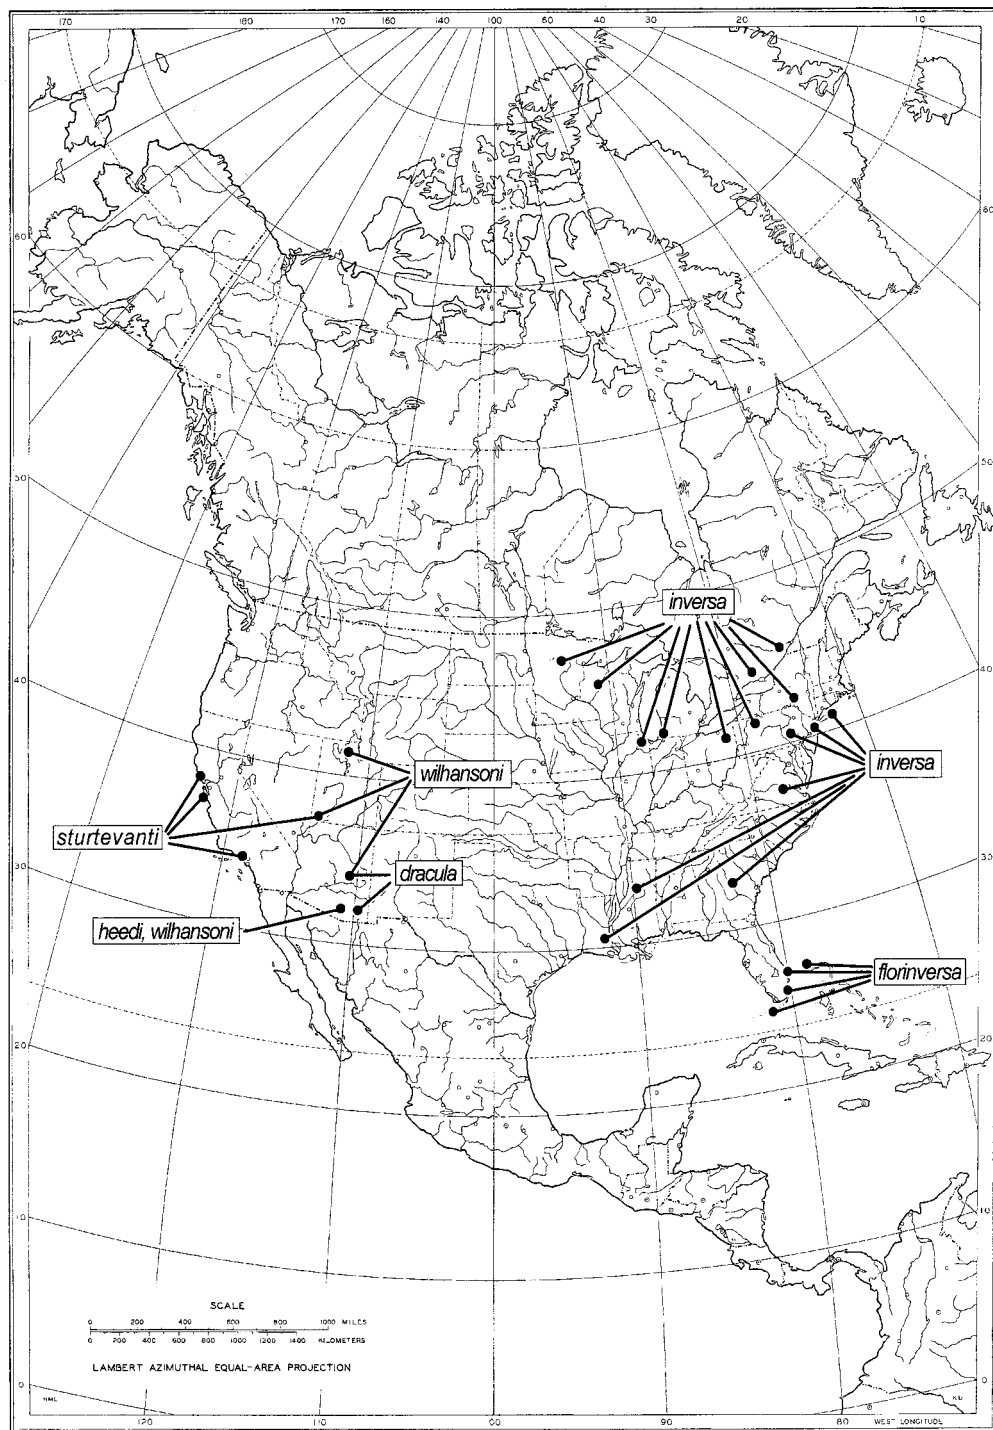 170 180 170 160 140 100 60 40 30 20 10
60
60
50
50
inversa
40
40
wilhansoni
inversa
sturtevanti
30
30
dracula
heedi, wilhansoni
florinversa
20
20
10
10
SCALE
0 200 400 600 800 1000 MILES
0 200 400 600 800 1000 1200 1400 KILOMETERS
LAMBERT AZIMUTHAL EQUAL-AREA PROJECTION
0
0
HML
120 110 100 90 80 WEST LONGITUDE